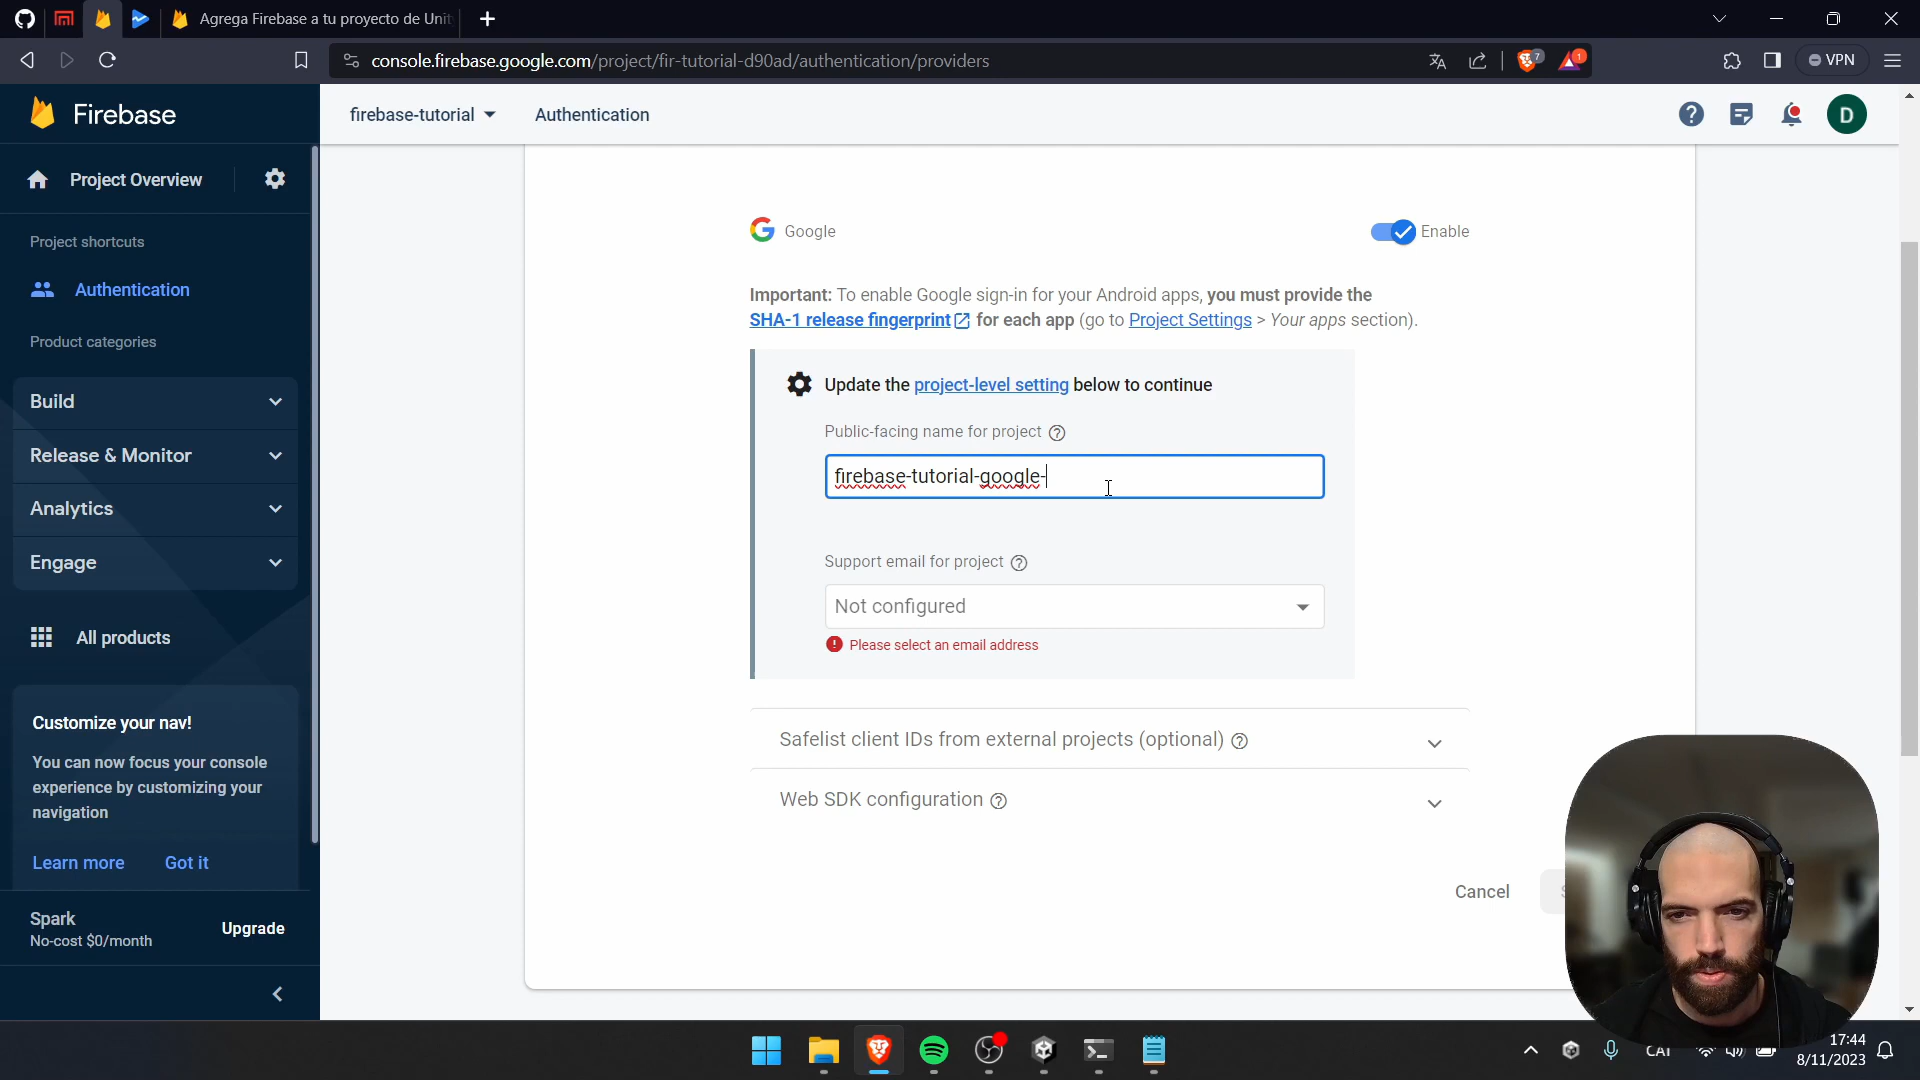 Agrega Firebase a tu proyecto de Unit
console.firebase.google.com/project/fir-tutorial-d90ad/authentication/providers
7
1
VPN
Firebase
firebase-tutorial
Authentication
D
Project Overview
Project shortcuts
Authentication
Product categories
Build
Release & Monitor
Analytics
Engage
All products
Customize your nav!
You can now focus your console
experience by customizing your
navigation
Learn more
Got it
Spark
No-cost $0/month
Upgrade
Google
Enable
Important: To enable Google sign-in for your Android apps, you must provide the
SHA-1 release fingerprint for each app (go to Project Settings > Your apps section).
Update the project-level setting below to continue
Public-facing name for project
firebase-tutorial-google-
Support email for project
Not configured
Please select an email address
Safelist client IDs from external projects (optional)
Web SDK configuration
Cancel
CAT
17:44
8/11/2023